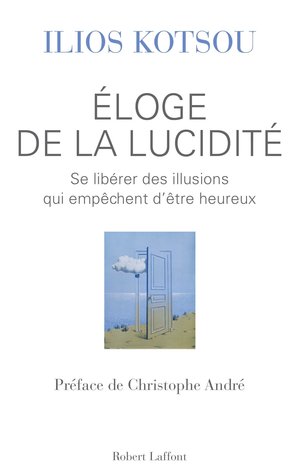 ILIOS KOTSOU
ÉLOGE
DE LA LUCIDITÉ
Se libérer des illusions
qui empêchent d'être heureux
Préface de Christophe André
Robert Laffont